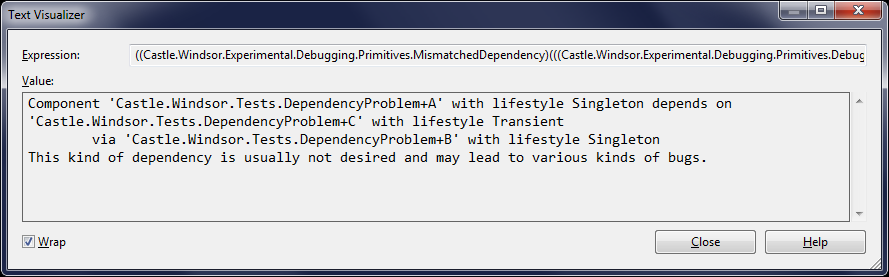 Text Visualizer
Expression: ((Castle.Windsor.Experimental.Debugging.Primitives.MismatchedDependency)(((Castle.Windsor.Experimental.Debugging.Primitives.Debug
Value:
Component 'Castle.Windsor.Tests.DependencyProblem+A' with lifestyle Singleton depends on
'Castle.Windsor.Tests.DependencyProblem+C' with lifestyle Transient
via 'Castle.Windsor.Tests.DependencyProblem+B' with lifestyle Singleton
This kind of dependency is usually not desired and may lead to various kinds of bugs.
Wrap Close Help